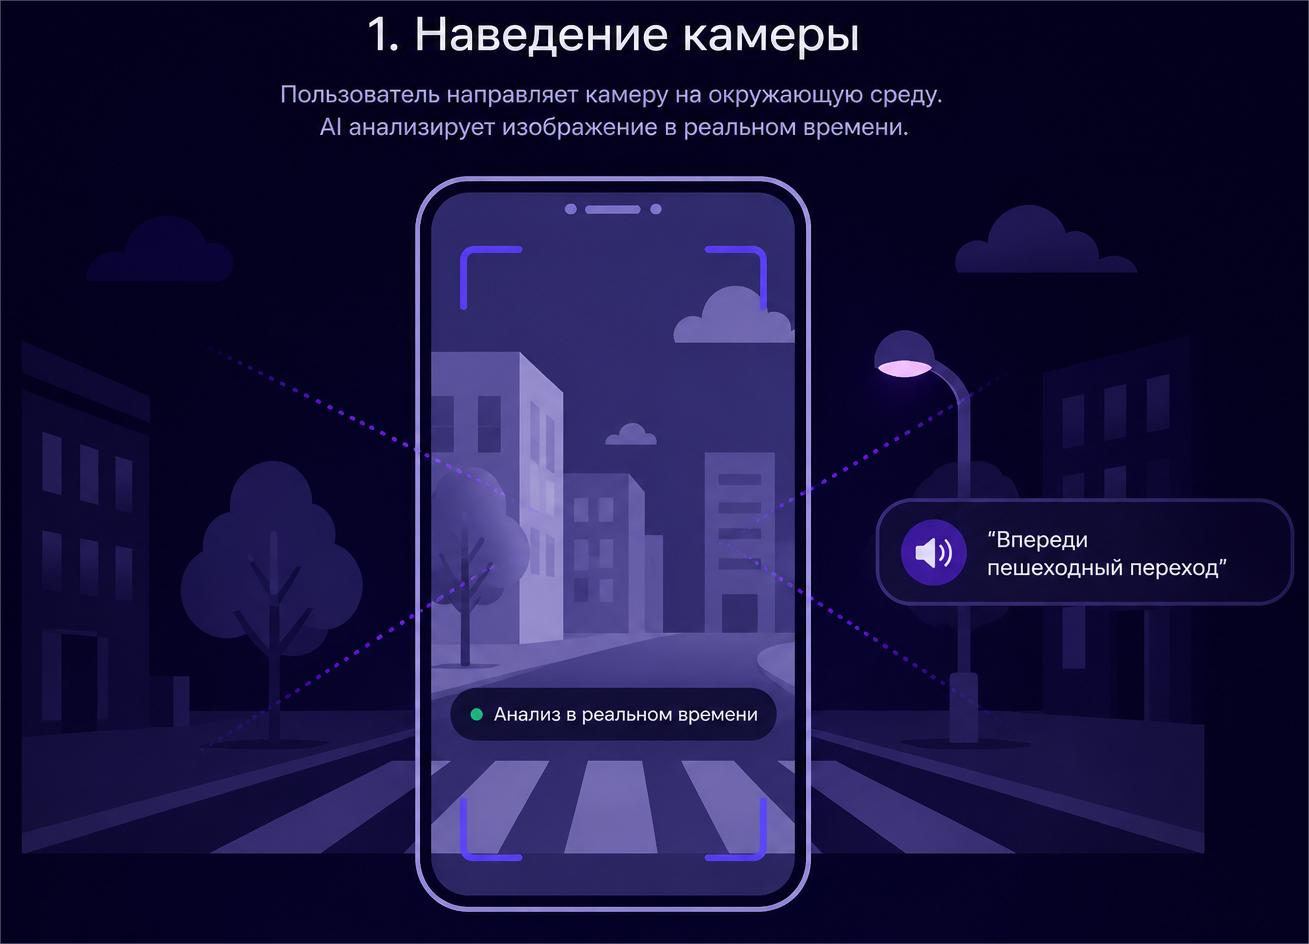 1. Наведение камеры
Пользователь направляет камеру на окружающую среду.
AI анализирует изображение в реальном времени.
“Впереди
пешеходный переход”
Анализ в реальном времени